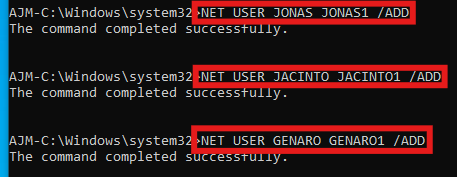 AJM-C:\Windows\system32>NET USER JONAS JONAS1 /ADD
The command completed successfully.
AJM-C:\Windows\system32>NET USER JACINTO JACINTO1 /ADD
The command completed successfully.
AJM-C:\Windows\system32>NET USER GENARO GENARO1 /ADD
The command completed successfully.